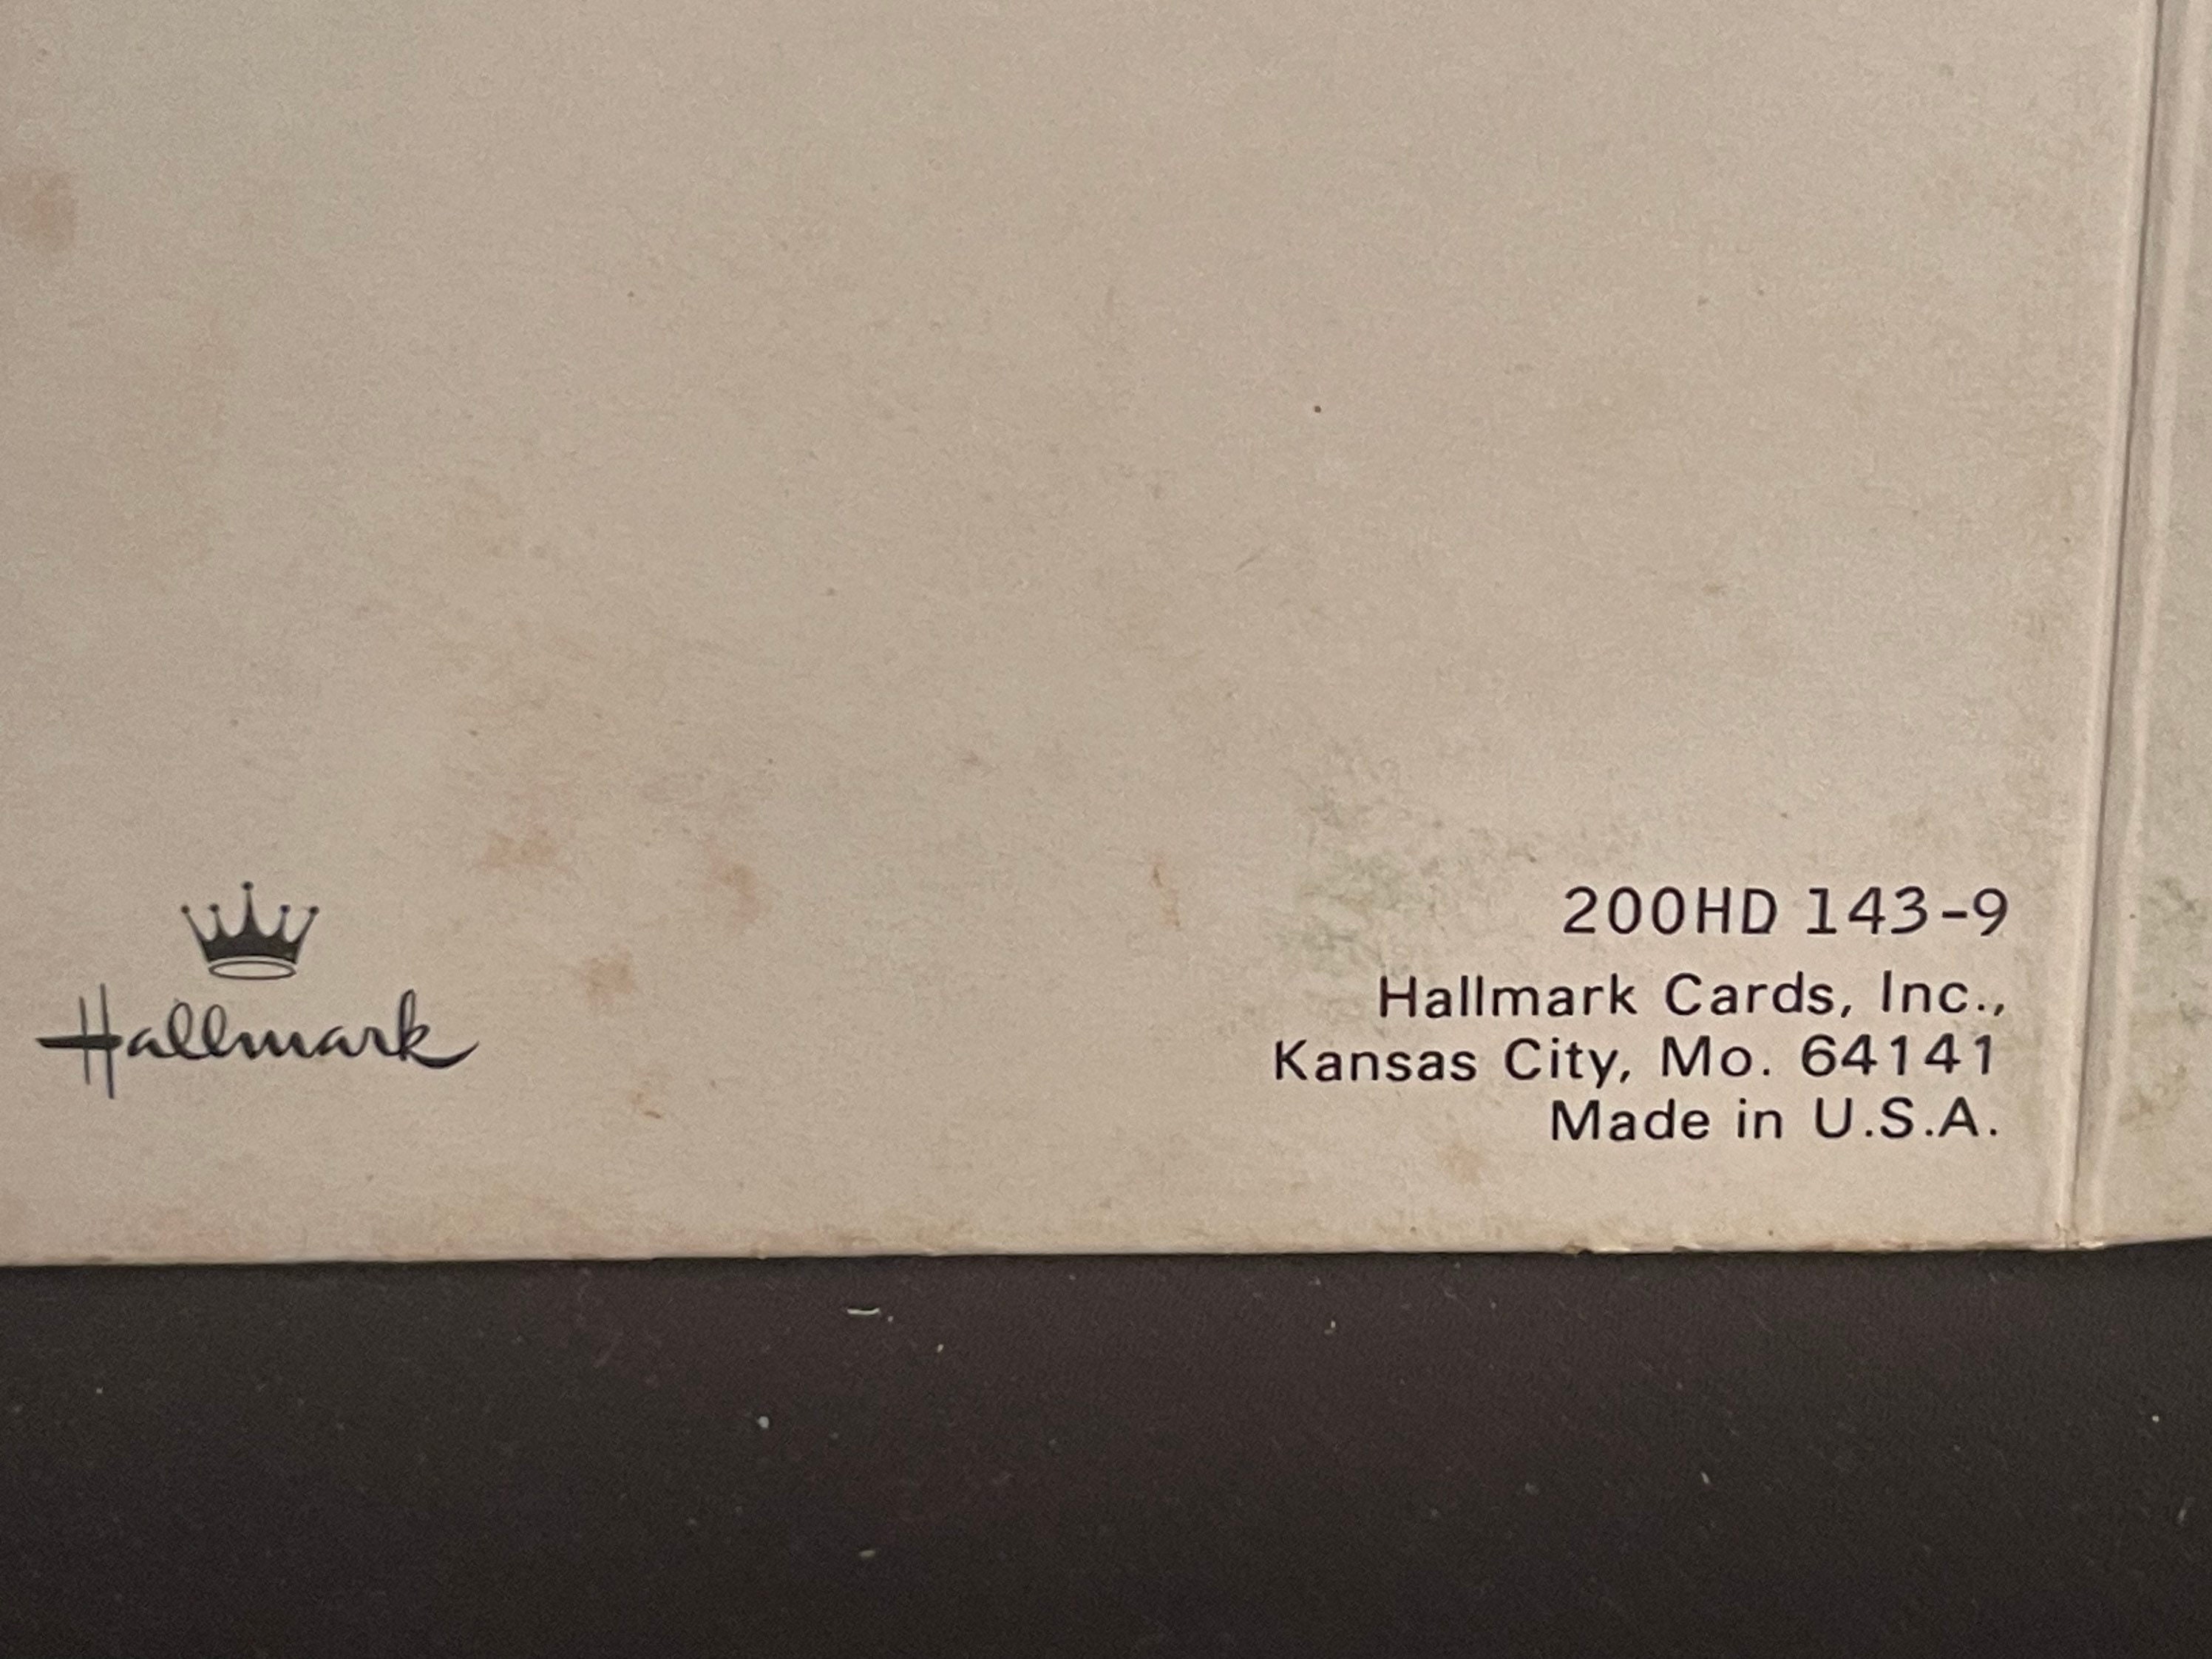 Hallmark
200HD 143-9
Hallmark Cards, Inc.,
Kansas City, Mo. 64141
Made in U.S.A.